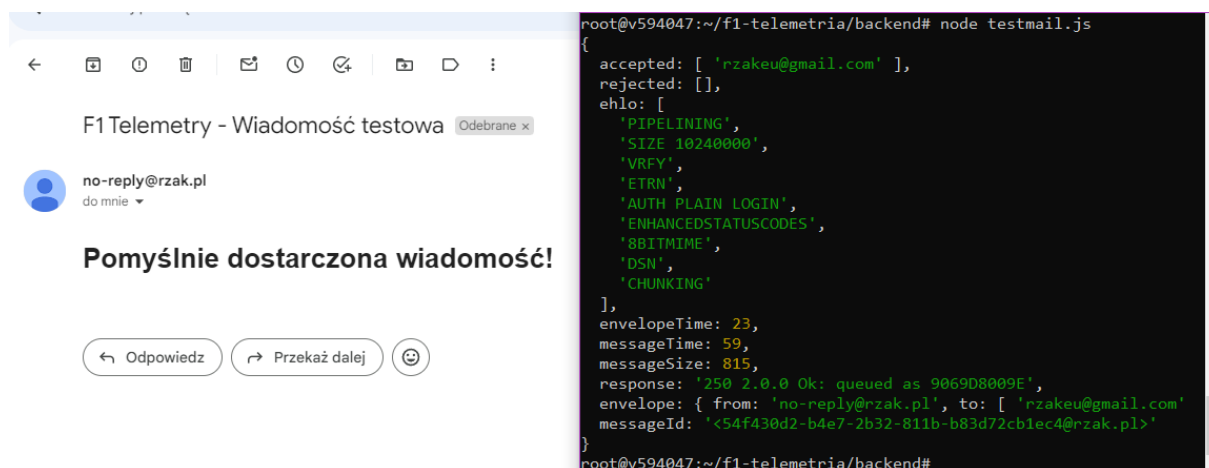 F1 Telemetry - Wiadomość testowa Odebrane ×
no-reply@rzak.pl
do mnie
Pomyślnie dostarczona wiadomość!
Odpowiedz
Przekaż dalej
root@v594047:~/f1-telemetria/backend# node testmail.js
{
accepted: [ 'rzakeu@gmail.com' ],
rejected: [],
ehlo: [
'PIPELINING',
'SIZE 10240000',
'VRFY',
'ETRN',
'AUTH PLAIN LOGIN',
'ENHANCEDSTATUSCODES',
'8BITMIME',
'DSN',
'CHUNKING'
],
envelopeTime: 23,
messageTime: 59,
messageSize: 815,
response: '250 2.0.0 Ok: queued as 9069D8009E',
envelope: { from: 'no-reply@rzak.pl', to: [ 'rzakeu@gmail.com'
messageId: '<54f430d2-b4e7-2b32-811b-b83d72cb1ec4@rzak.pl>'
}
root@v594047:~/f1-telemetria/backend#